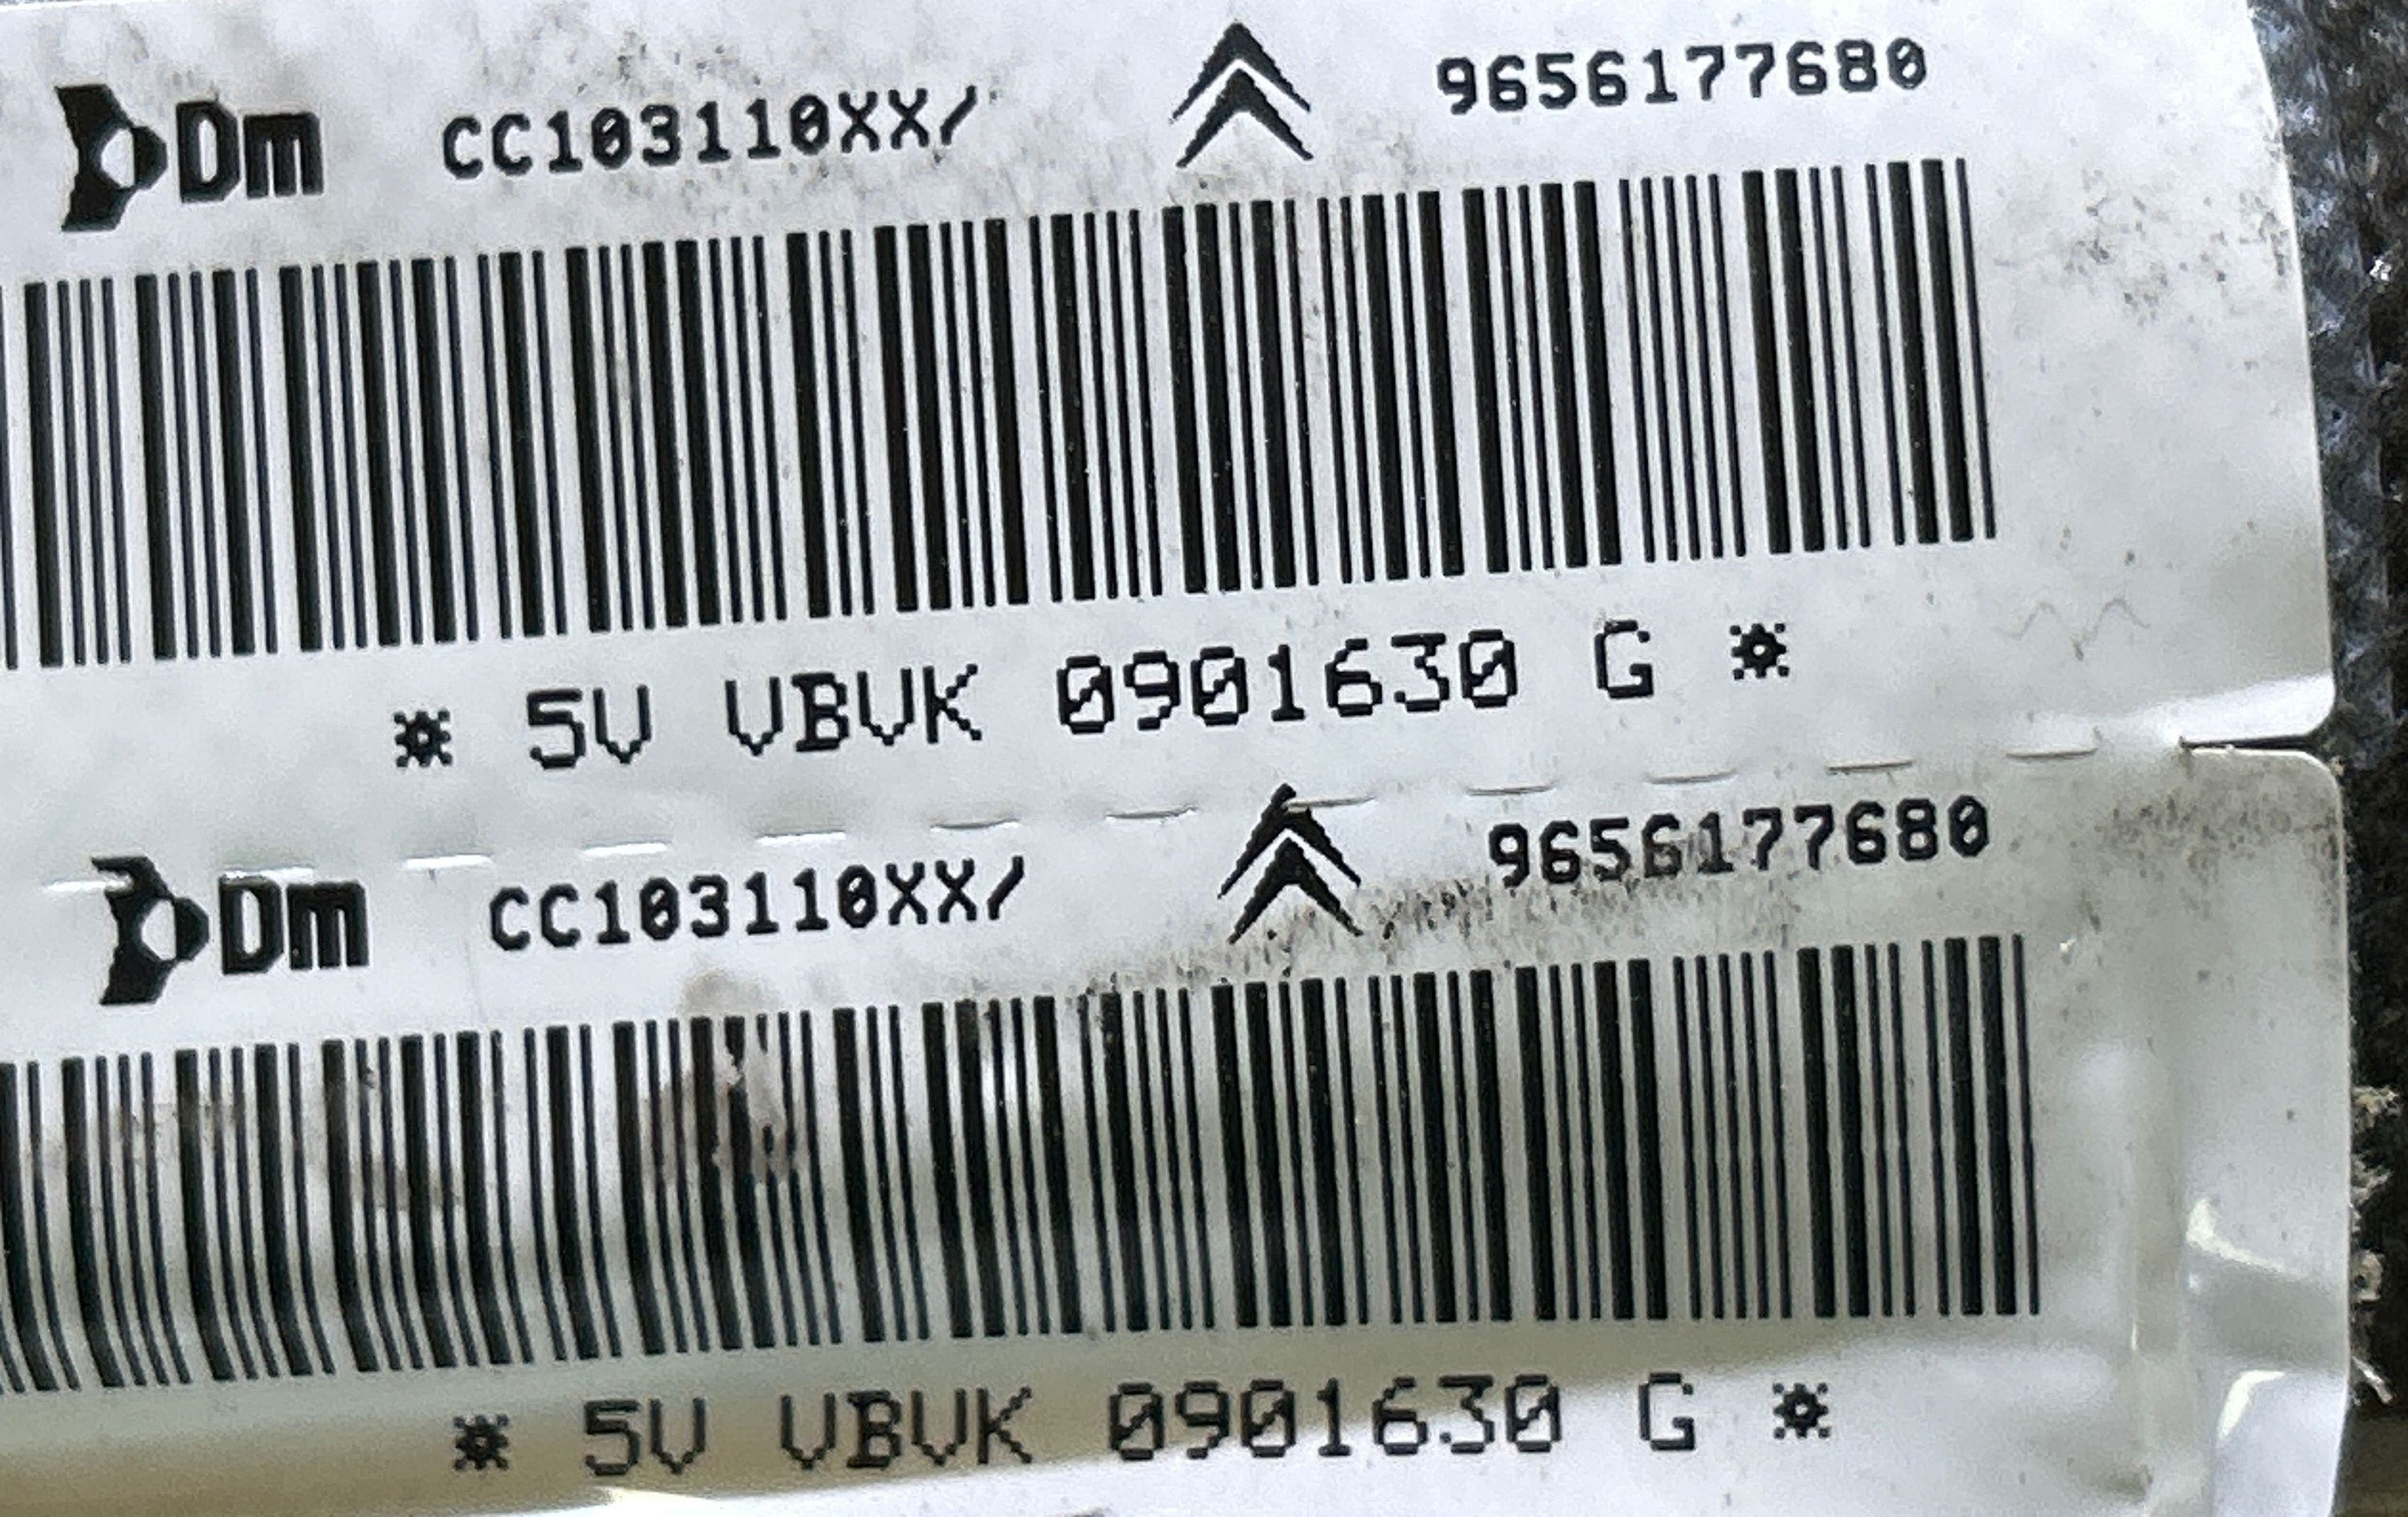 Dm CC103110XX/ 9656177680
* 5V VBVK 0901630 G *
Dm CC103110XX/ 9656177680
* 5V VBVK 0901630 G *